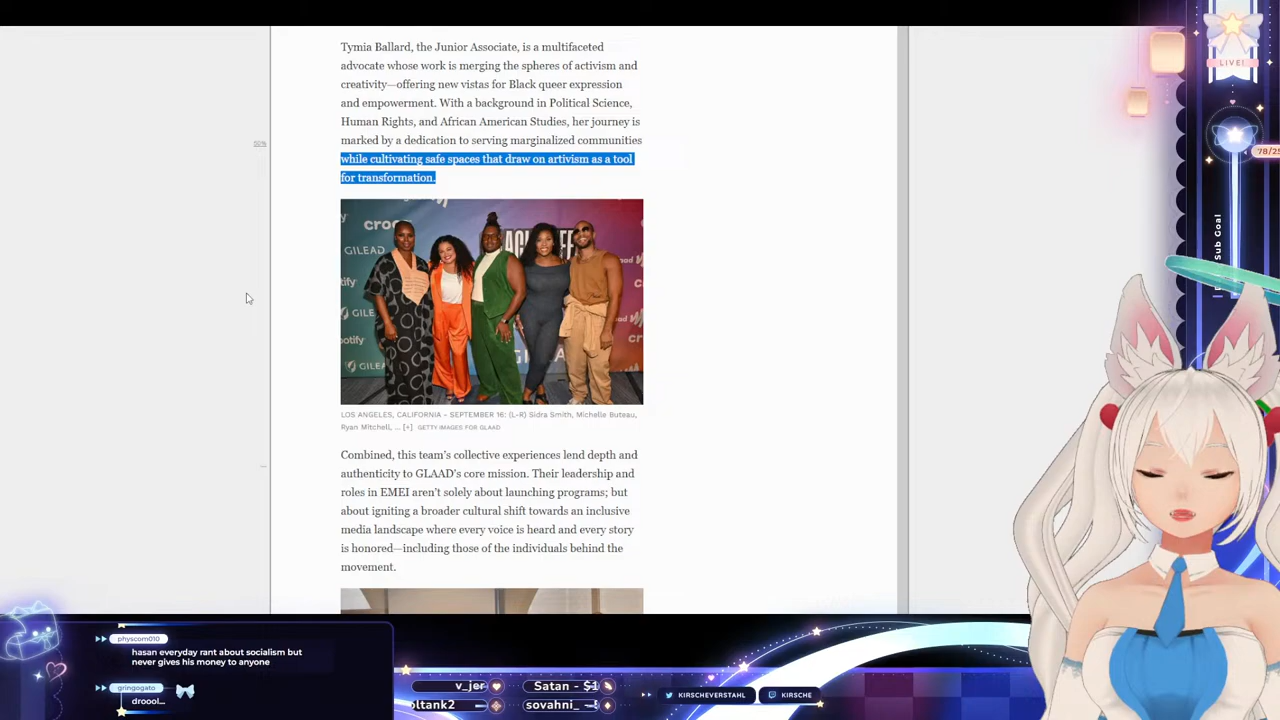 Tymia Ballard, the Junior Associate, is a multifaceted
advocate whose work is merging the spheres of activism and
creativity—offering new vistas for Black queer expression
and empowerment. With a background in Political Science,
Human Rights, and African American Studies, her journey is
marked by a dedication to serving marginalized communities
while cultivating safe spaces that draw on artivism as a tool
for transformation.
GILEAD
LOS ANGELES, CALIFORNIA - SEPTEMBER 16: (L-R) Sidra Smith, Michelle Buteau,
Ryan Mitchell, ... [+] GETTY IMAGES FOR GLAAD
Combined, this team's collective experiences lend depth and
authenticity to GLAAD's core mission. Their leadership and
roles in EMEI aren't solely about launching programs; but
about igniting a broader cultural shift towards an inclusive
media landscape where every voice is heard and every story
is honored—including those of the individuals behind the
movement.
LIVE!
78/25
Sub Goal
physcom010
hasan everyday rant about socialism but
never gives his money to anyone
gringogato
droool...
v_jer
Satan - $1
oltank2
sovahni_
KIRSCHEVERSTAHL
KIRSCHE